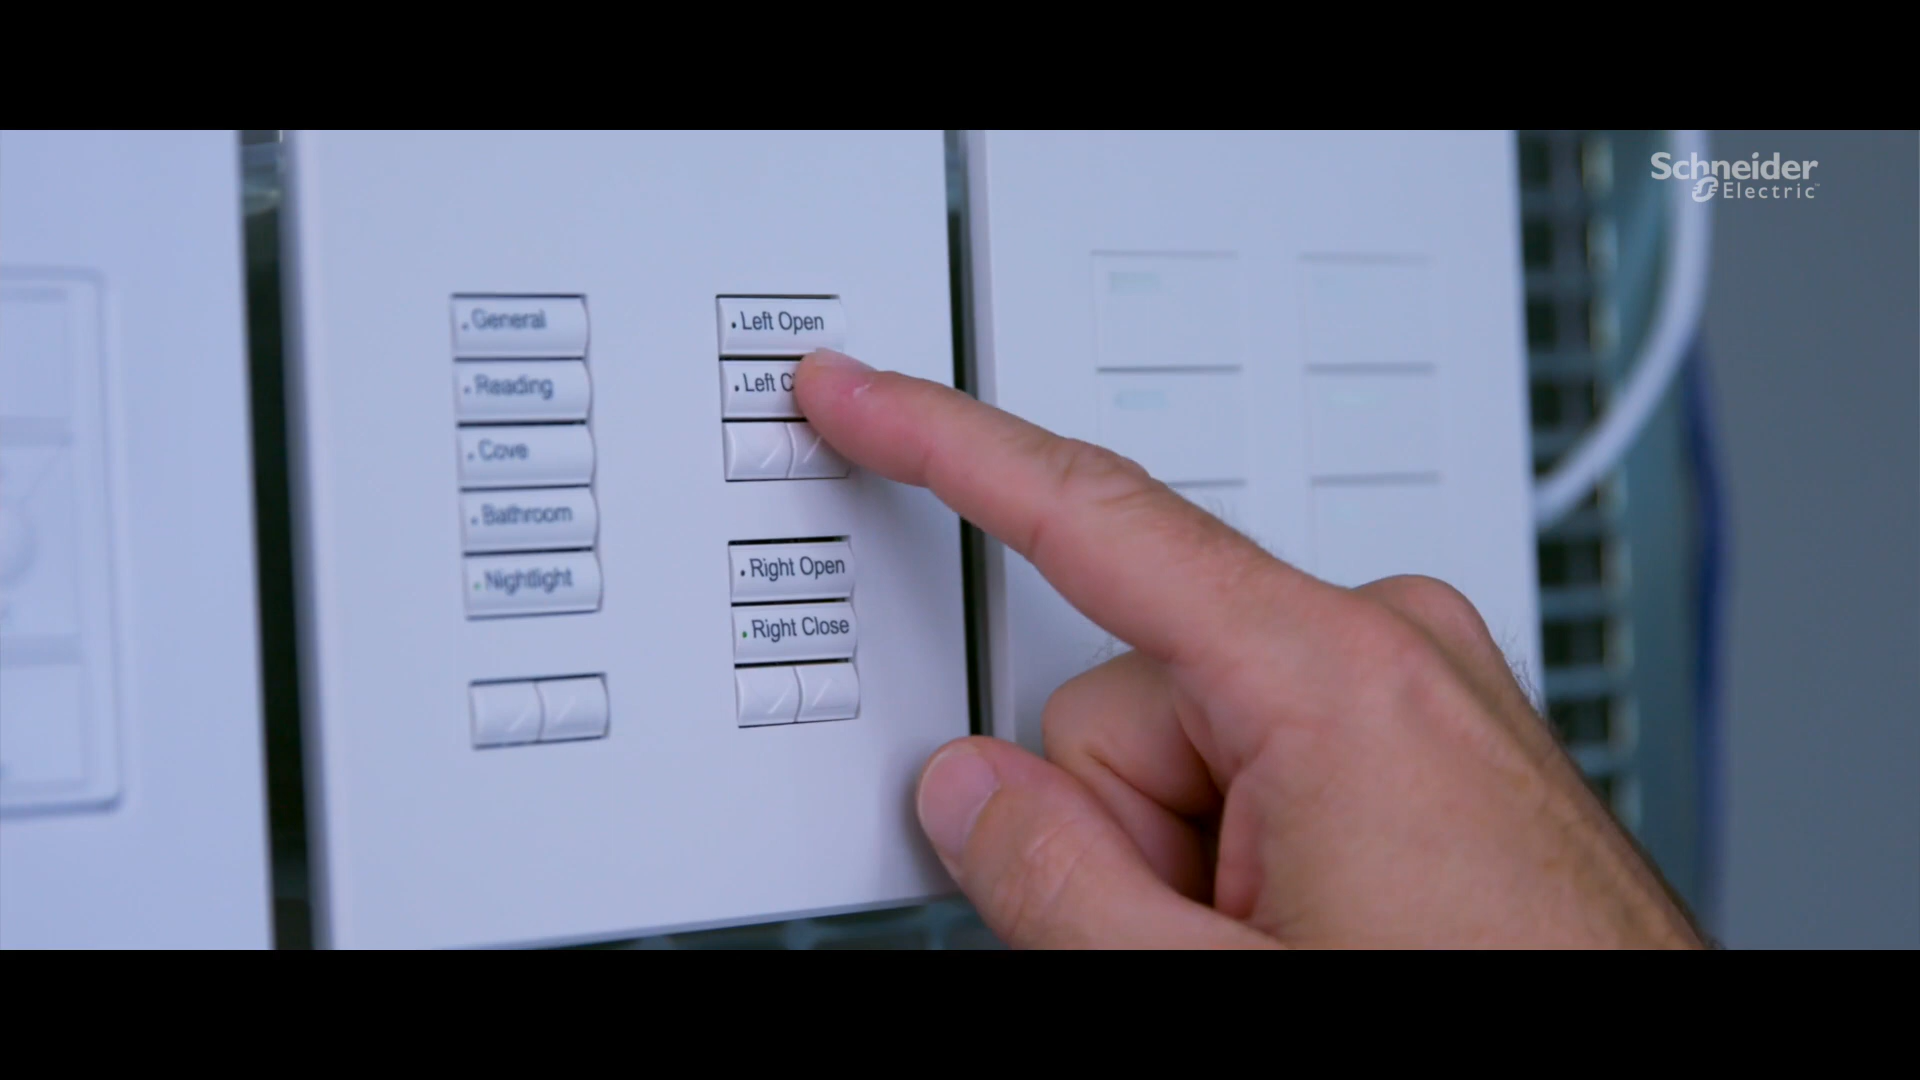 Schneider
Electric
General
Reading
Cove
Bathroom
Nightlight
Left Open
Left
Right Open
Right Close